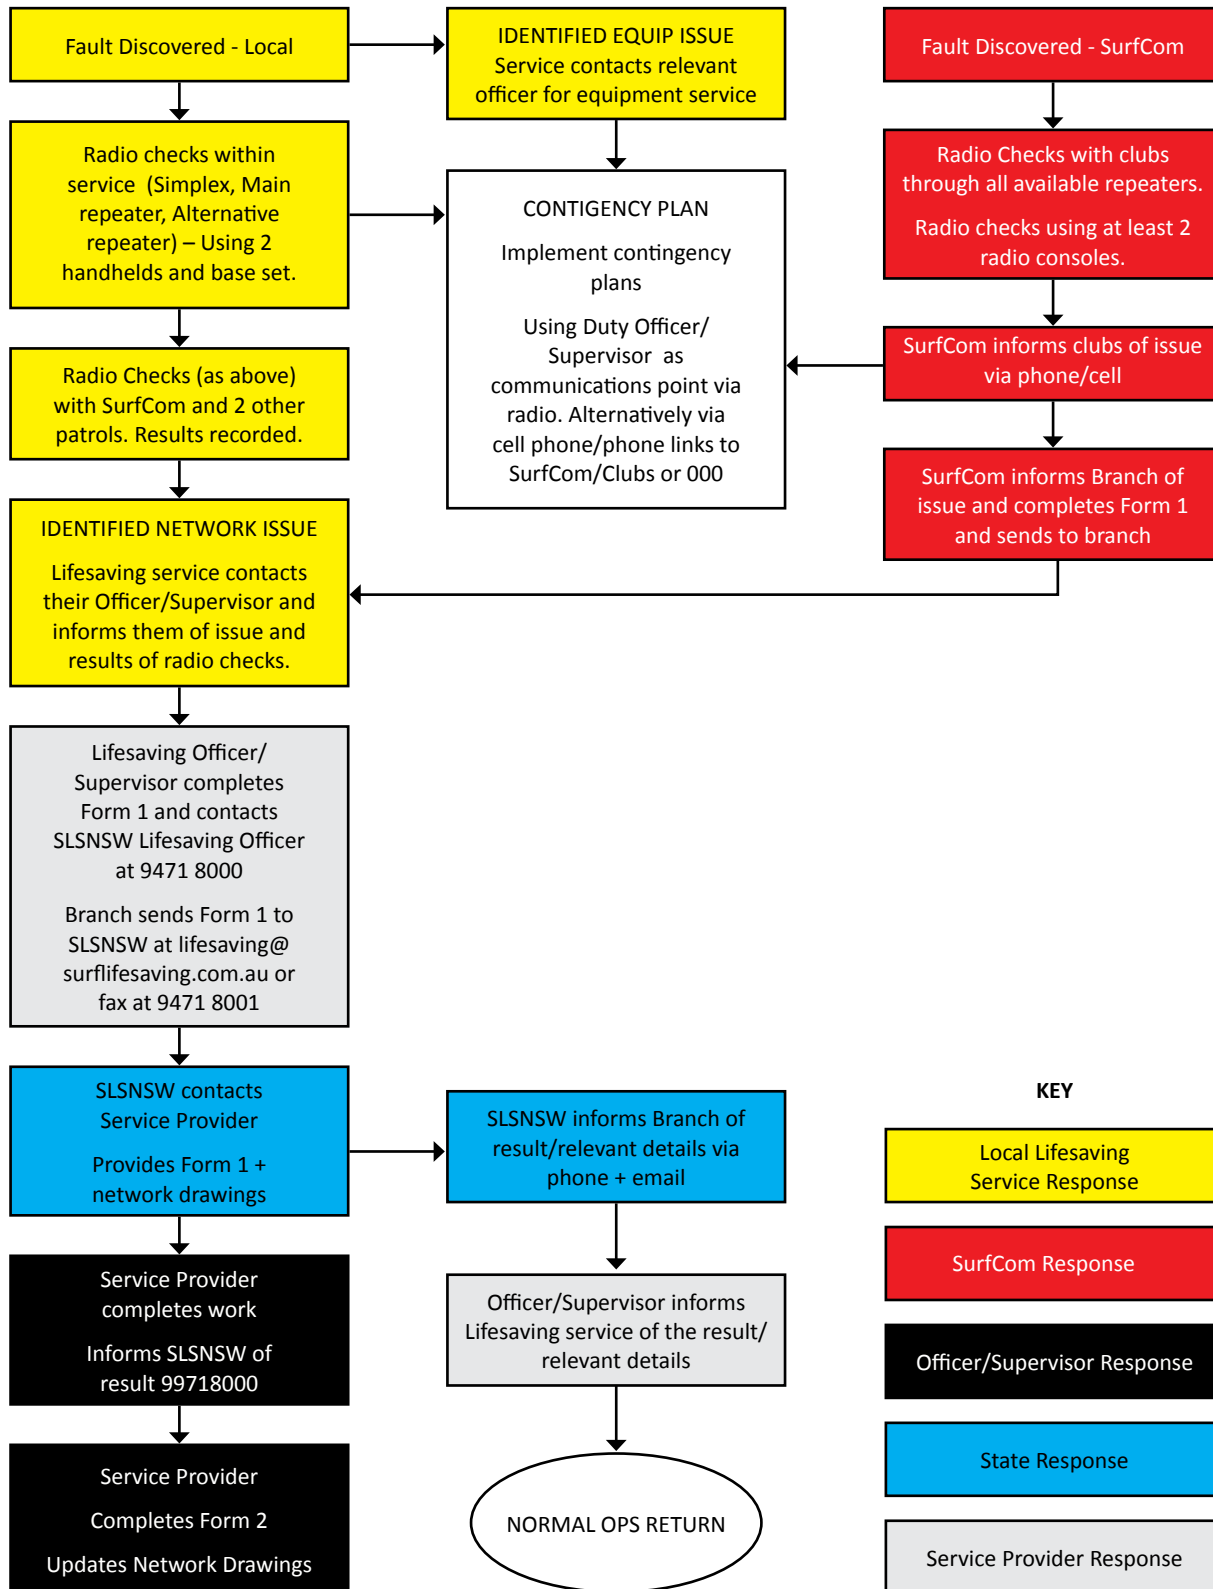 Fault Discovered - Local
IDENTIFIED EQUIP ISSUE
Service contacts relevant
officer for equipment service
Fault Discovered - SurfCom
Radio checks within
service (Simplex, Main
repeater, Alternative
repeater) – Using 2
handhelds and base set.
CONTIGENCY PLAN
Implement contingency
plans
Using Duty Officer/
Supervisor as
communications point via
radio. Alternatively via
cell phone/phone links to
SurfCom/Clubs or 000
Radio Checks with clubs
through all available repeaters.
Radio checks using at least 2
radio consoles.
SurfCom informs clubs of issue
via phone/cell
Radio Checks (as above)
with SurfCom and 2 other
patrols. Results recorded.
SurfCom informs Branch of
issue and completes Form 1
and sends to branch
IDENTIFIED NETWORK ISSUE
Lifesaving service contacts
their Officer/Supervisor and
informs them of issue and
results of radio checks.
Lifesaving Officer/
Supervisor completes
Form 1 and contacts
SLSNSW Lifesaving Officer
at 9471 8000
Branch sends Form 1 to
SLSNSW at lifesaving@
surflifesaving.com.au or
fax at 9471 8001
SLSNSW contacts
Service Provider
Provides Form 1 +
network drawings
SLSNSW informs Branch of
result/relevant details via
phone + email
Service Provider
completes work
Informs SLSNSW of
result 99718000
Officer/Supervisor informs
Lifesaving service of the result/
relevant details
Service Provider
Completes Form 2
Updates Network Drawings
NORMAL OPS RETURN
KEY
Local Lifesaving
Service Response
SurfCom Response
Officer/Supervisor Response
State Response
Service Provider Response